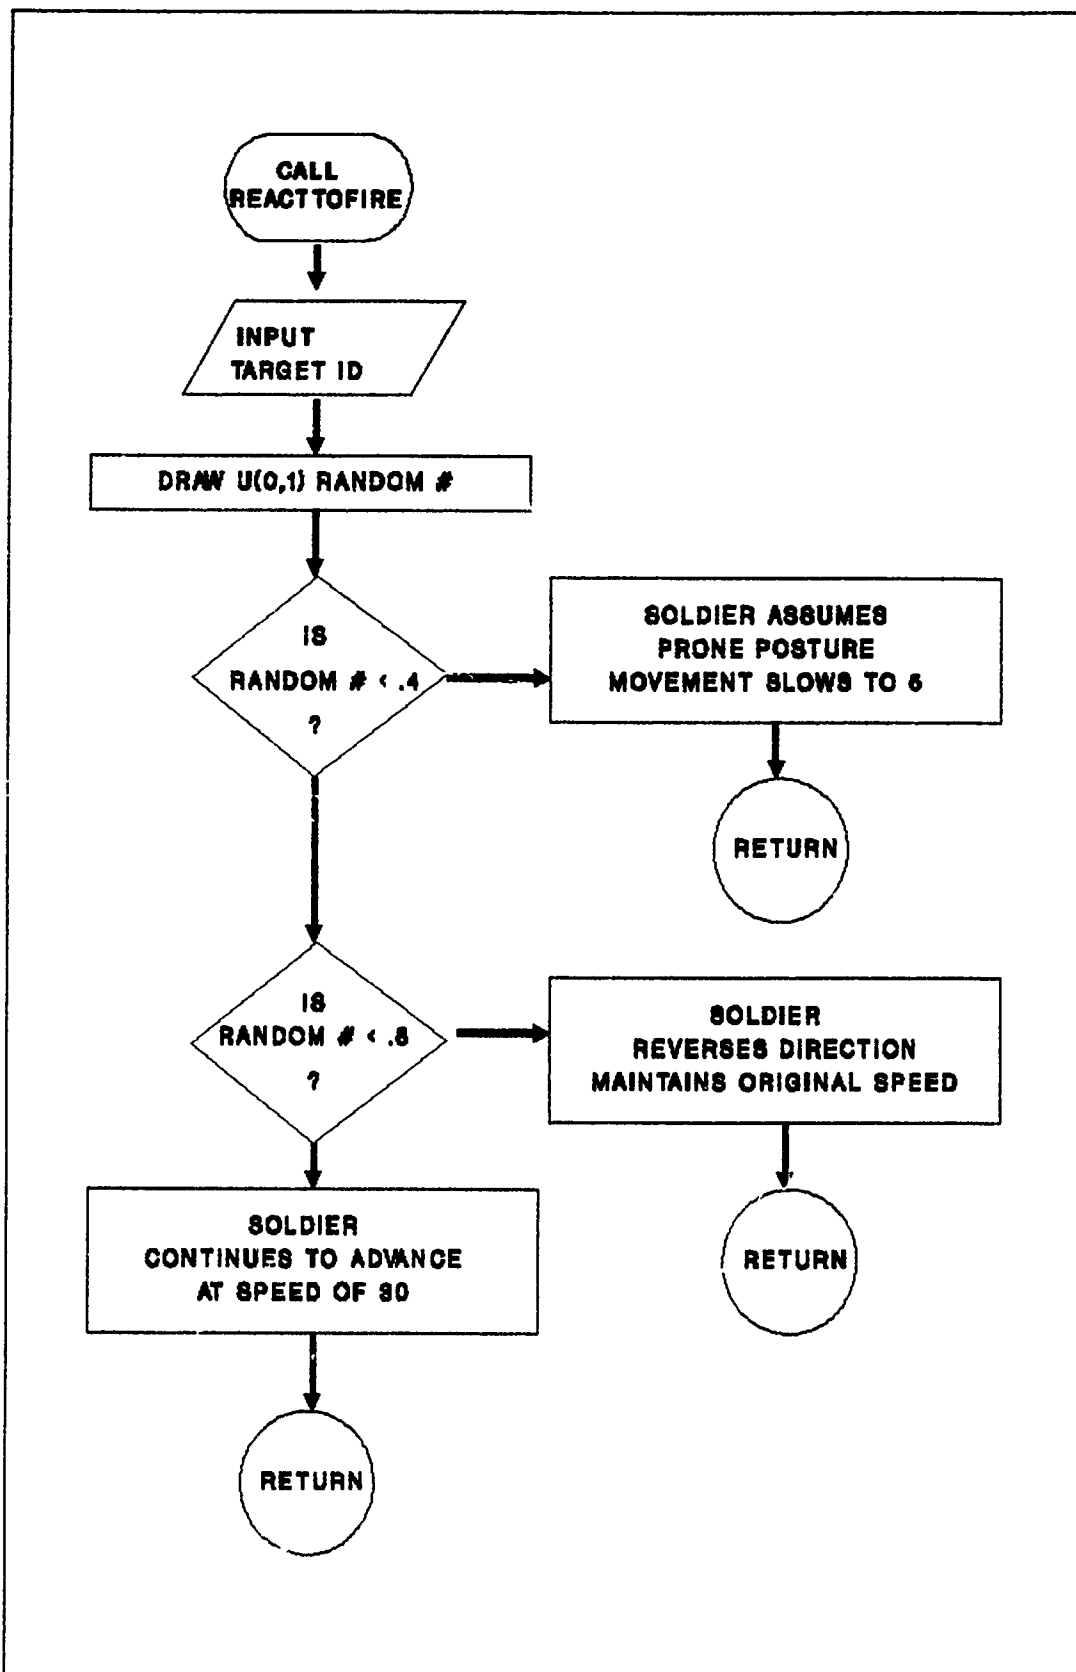 CALL
REACTTOFIRE
INPUT
TARGET ID
DRAW U(0,1) RANDOM #
IS
RANDOM # < .4
?
SOLDIER ASSUMES
PRONE POSTURE
MOVEMENT SLOWS TO
RETURN
IS
RANDOM # <
?
SOLDIER
REVERSES DIRECTION
MAINTAINS ORIGINAL SPEED
RETURN
SOLDIER
CONTINUES TO ADVANCE
AT SPEED OF
RETURN